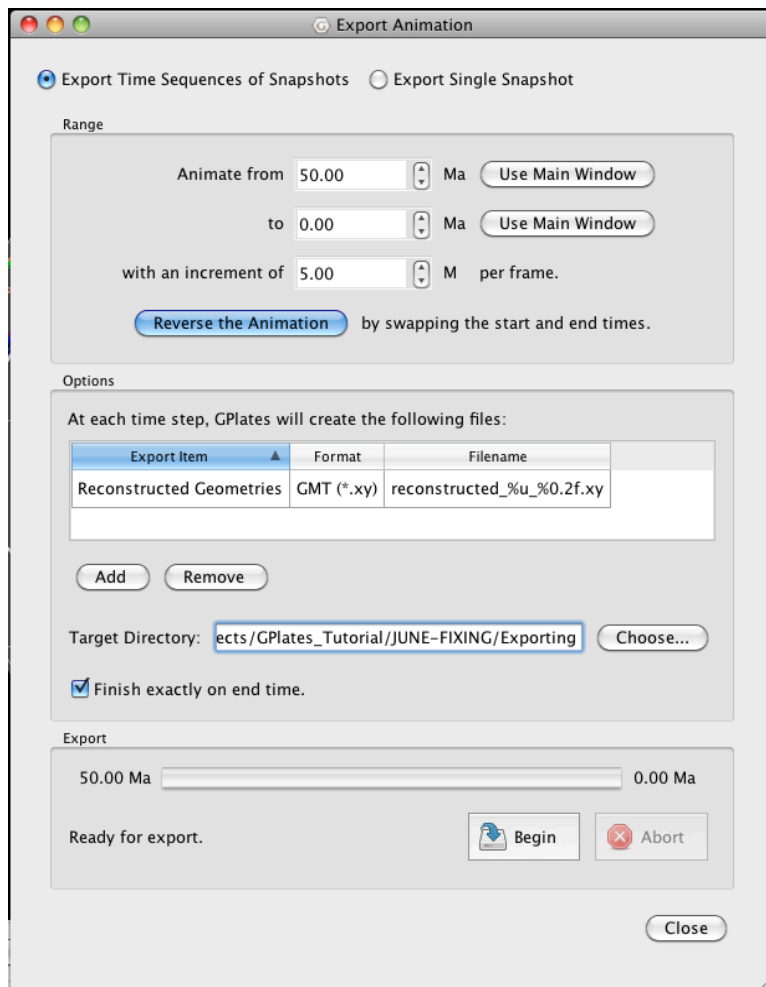 Export Animation
Export Time Sequences of Snapshots Export Single Snapshot
Range
Animate from 50.00 Ma Use Main Window
to 0.00 Ma Use Main Window
with an increment of 5.00 M per frame.
Reverse the Animation by swapping the start and end times.
Options
At each time step, GPlates will create the following files:
Export Item Format Filename
Reconstructed Geometries GMT (*.xy) reconstructed_%u_%0.2f.xy
Add Remove
Target Directory: ects/GPlates_Tutorial/JUNE-FIXING/Exporting Choose...
Finish exactly on end time.
Export
50.00 Ma 0.00 Ma
Ready for export. Begin Abort
Close